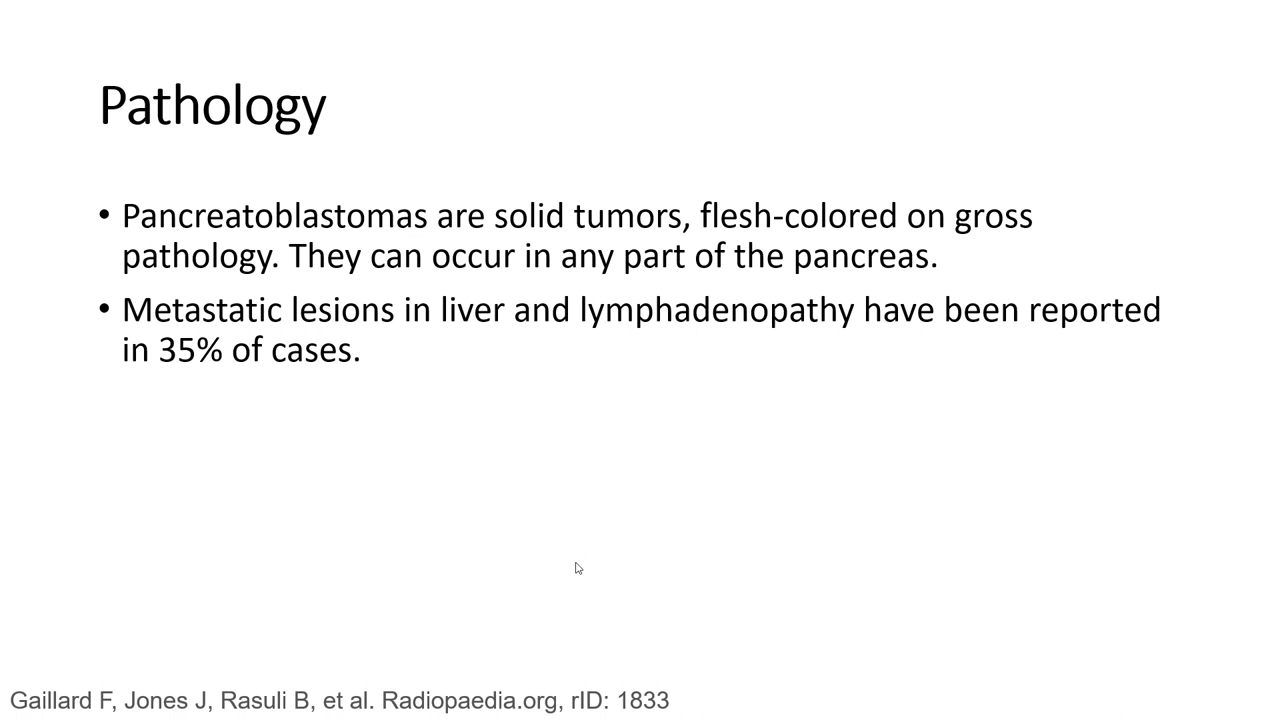 Pathology
• Pancreatoblastomas are solid tumors, flesh-colored on gross
pathology. They can occur in any part of the pancreas.
• Metastatic lesions in liver and lymphadenopathy have been reported
in 35% of cases.
Gaillard F, Jones J, Rasuli B, et al. Radiopaedia.org, rID: 1833